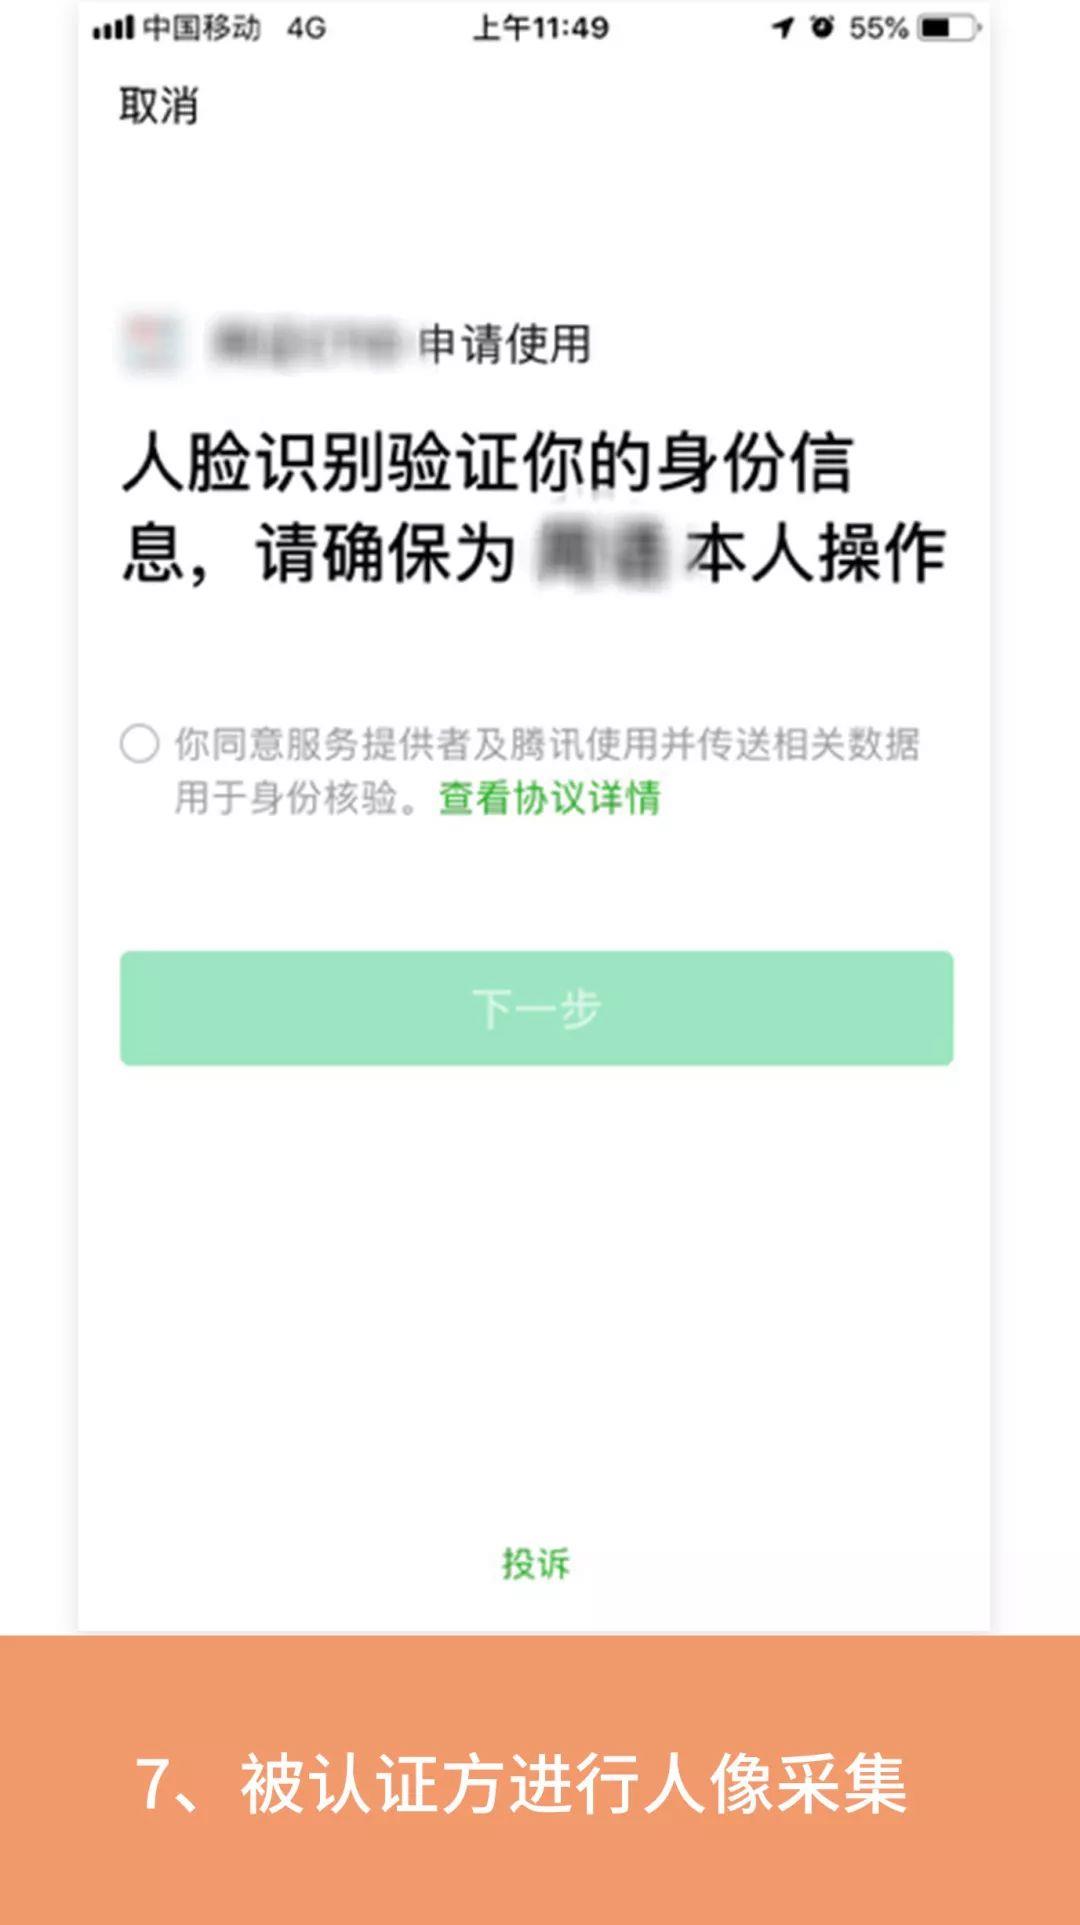 中国移动 4G 上午11:49 55%
取消
申请使用
人脸识别验证你的身份信
息，请确保为 本人操作
你同意服务提供者及腾讯使用并传送相关数据
用于身份核验。查看协议详情
下一步
投诉
7、被认证方进行人像采集